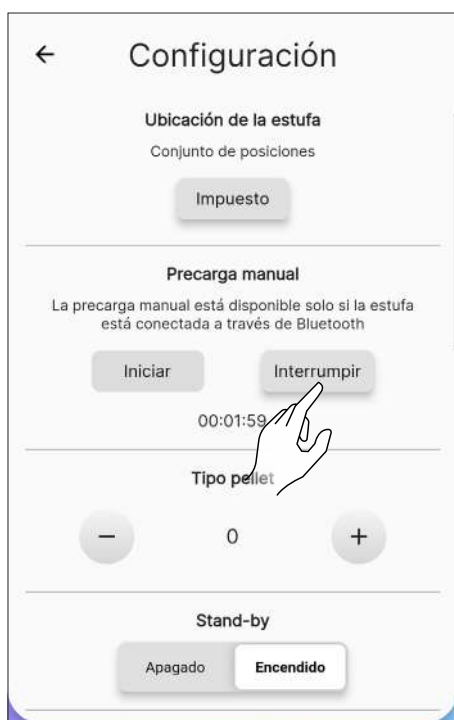 Configuración
Ubicación de la estufa
Conjunto de posiciones
Impuesto
Precarga manual
La precarga manual está disponible solo si la estufa
está conectada a través de Bluetooth
Iniciar Interrumpir
00:01:59
Tipo pellet
− 0 +
Stand-by
Apagado Encendido